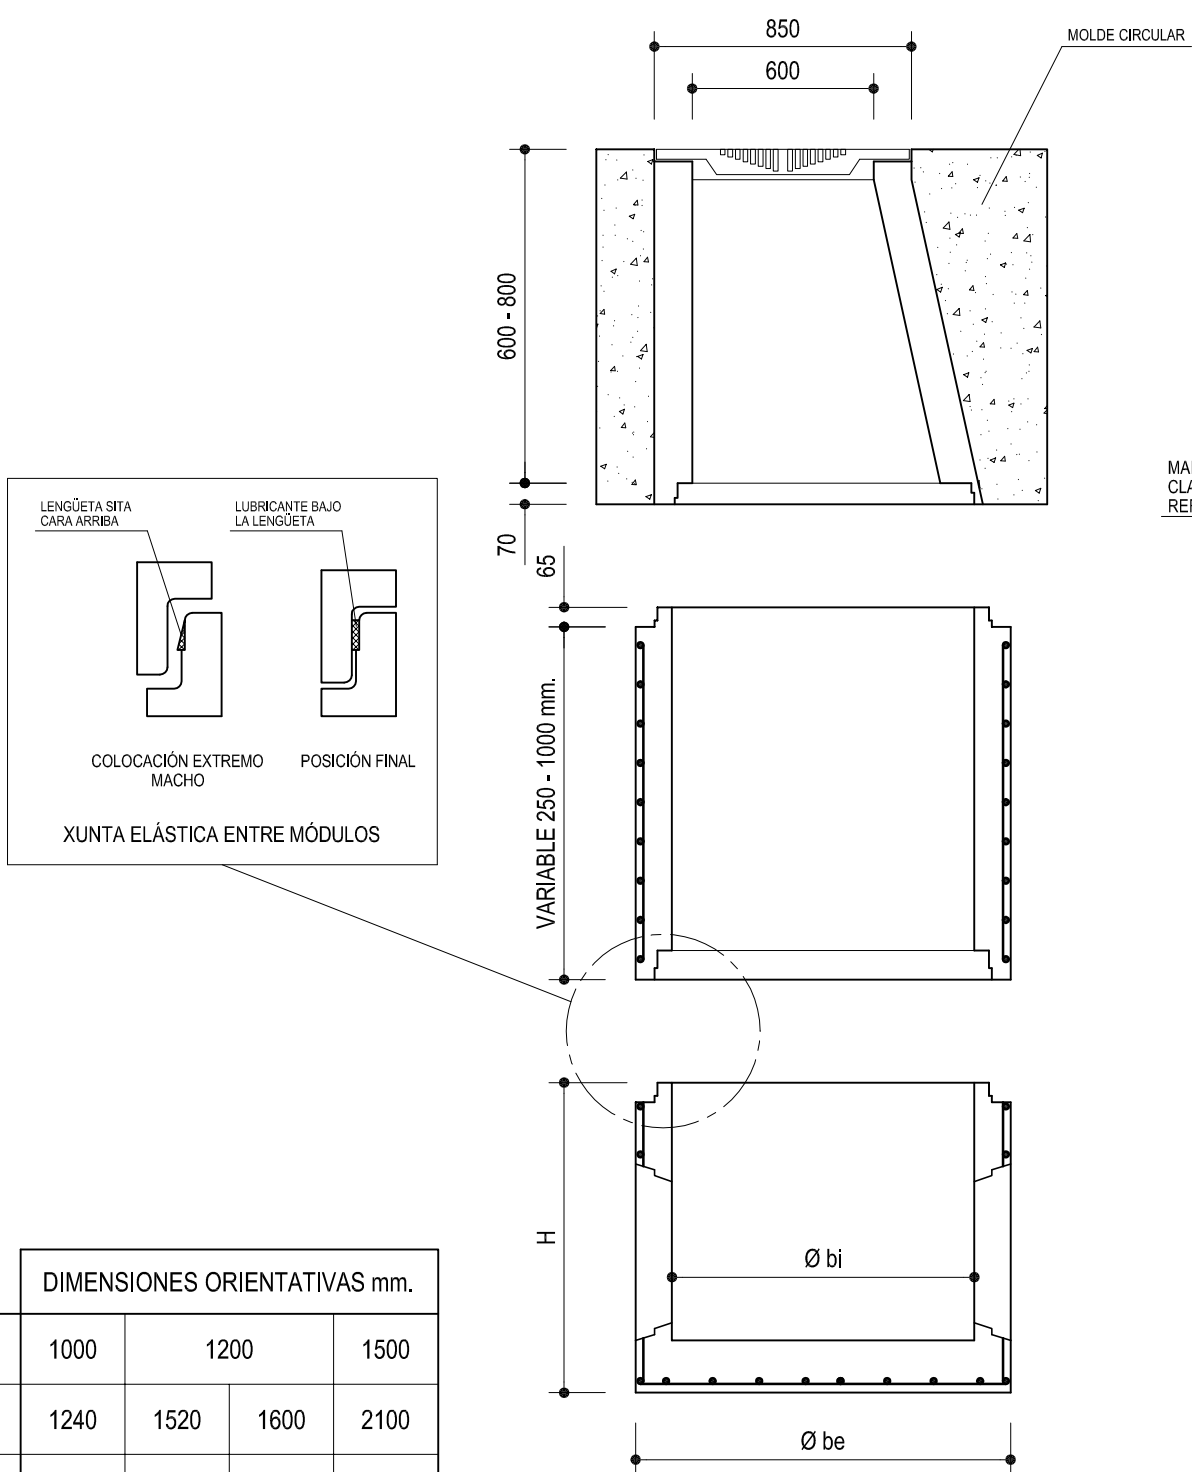 850
MOLDE CIRCULAR
600
600 - 800
70
LENGÜETA SITA
CARA ARRIBA
LUBRICANTE BAJO
LA LENGÜETA
COLOCACIÓN EXTREMO
MACHO
POSICIÓN FINAL
XUNTA ELÁSTICA ENTRE MÓDULOS
65
VARIABLE 250 - 1000 mm.
H
Ø bi
Ø be
DIMENSIONES ORIENTATIVAS mm.
1000 1200 1500
1240 1520 1600 2100